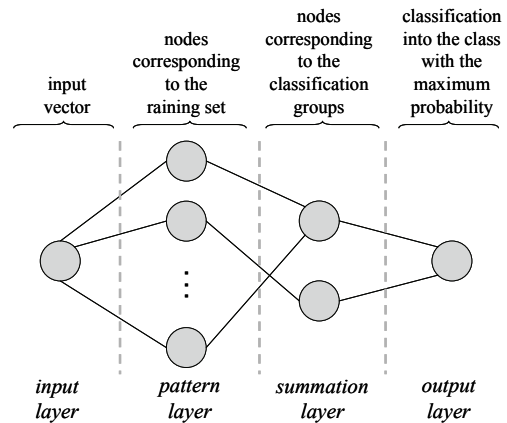 input
vector
nodes
corresponding
to the
raining set
nodes
corresponding
to the
classification
groups
classification
into the class
with the
maximum
probability
input
layer
pattern
layer
summation
layer
output
layer